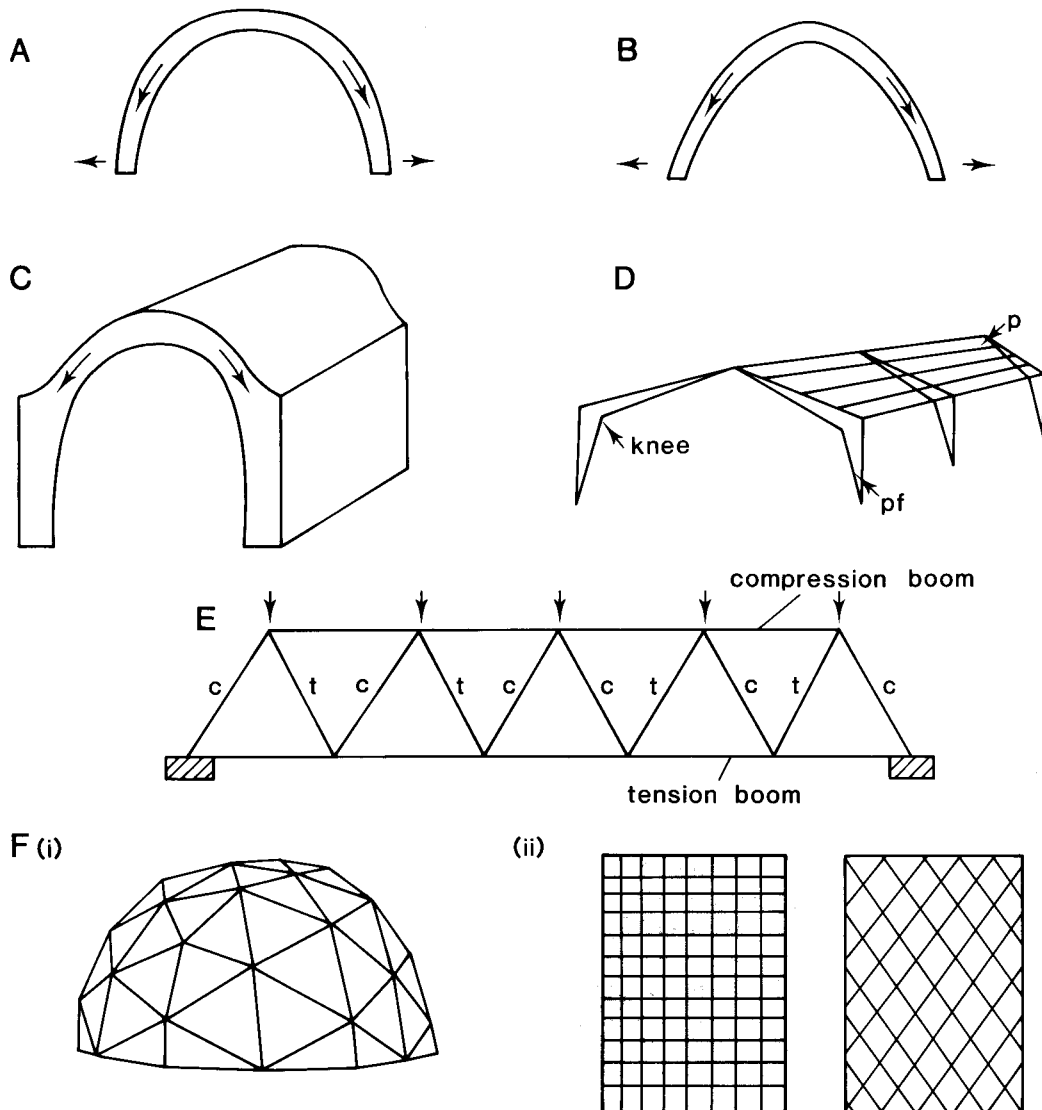 A
B
C
D
p
knee
pf
compression boom
E
c t c t c c t c t c
tension boom
F (i)
(ii)